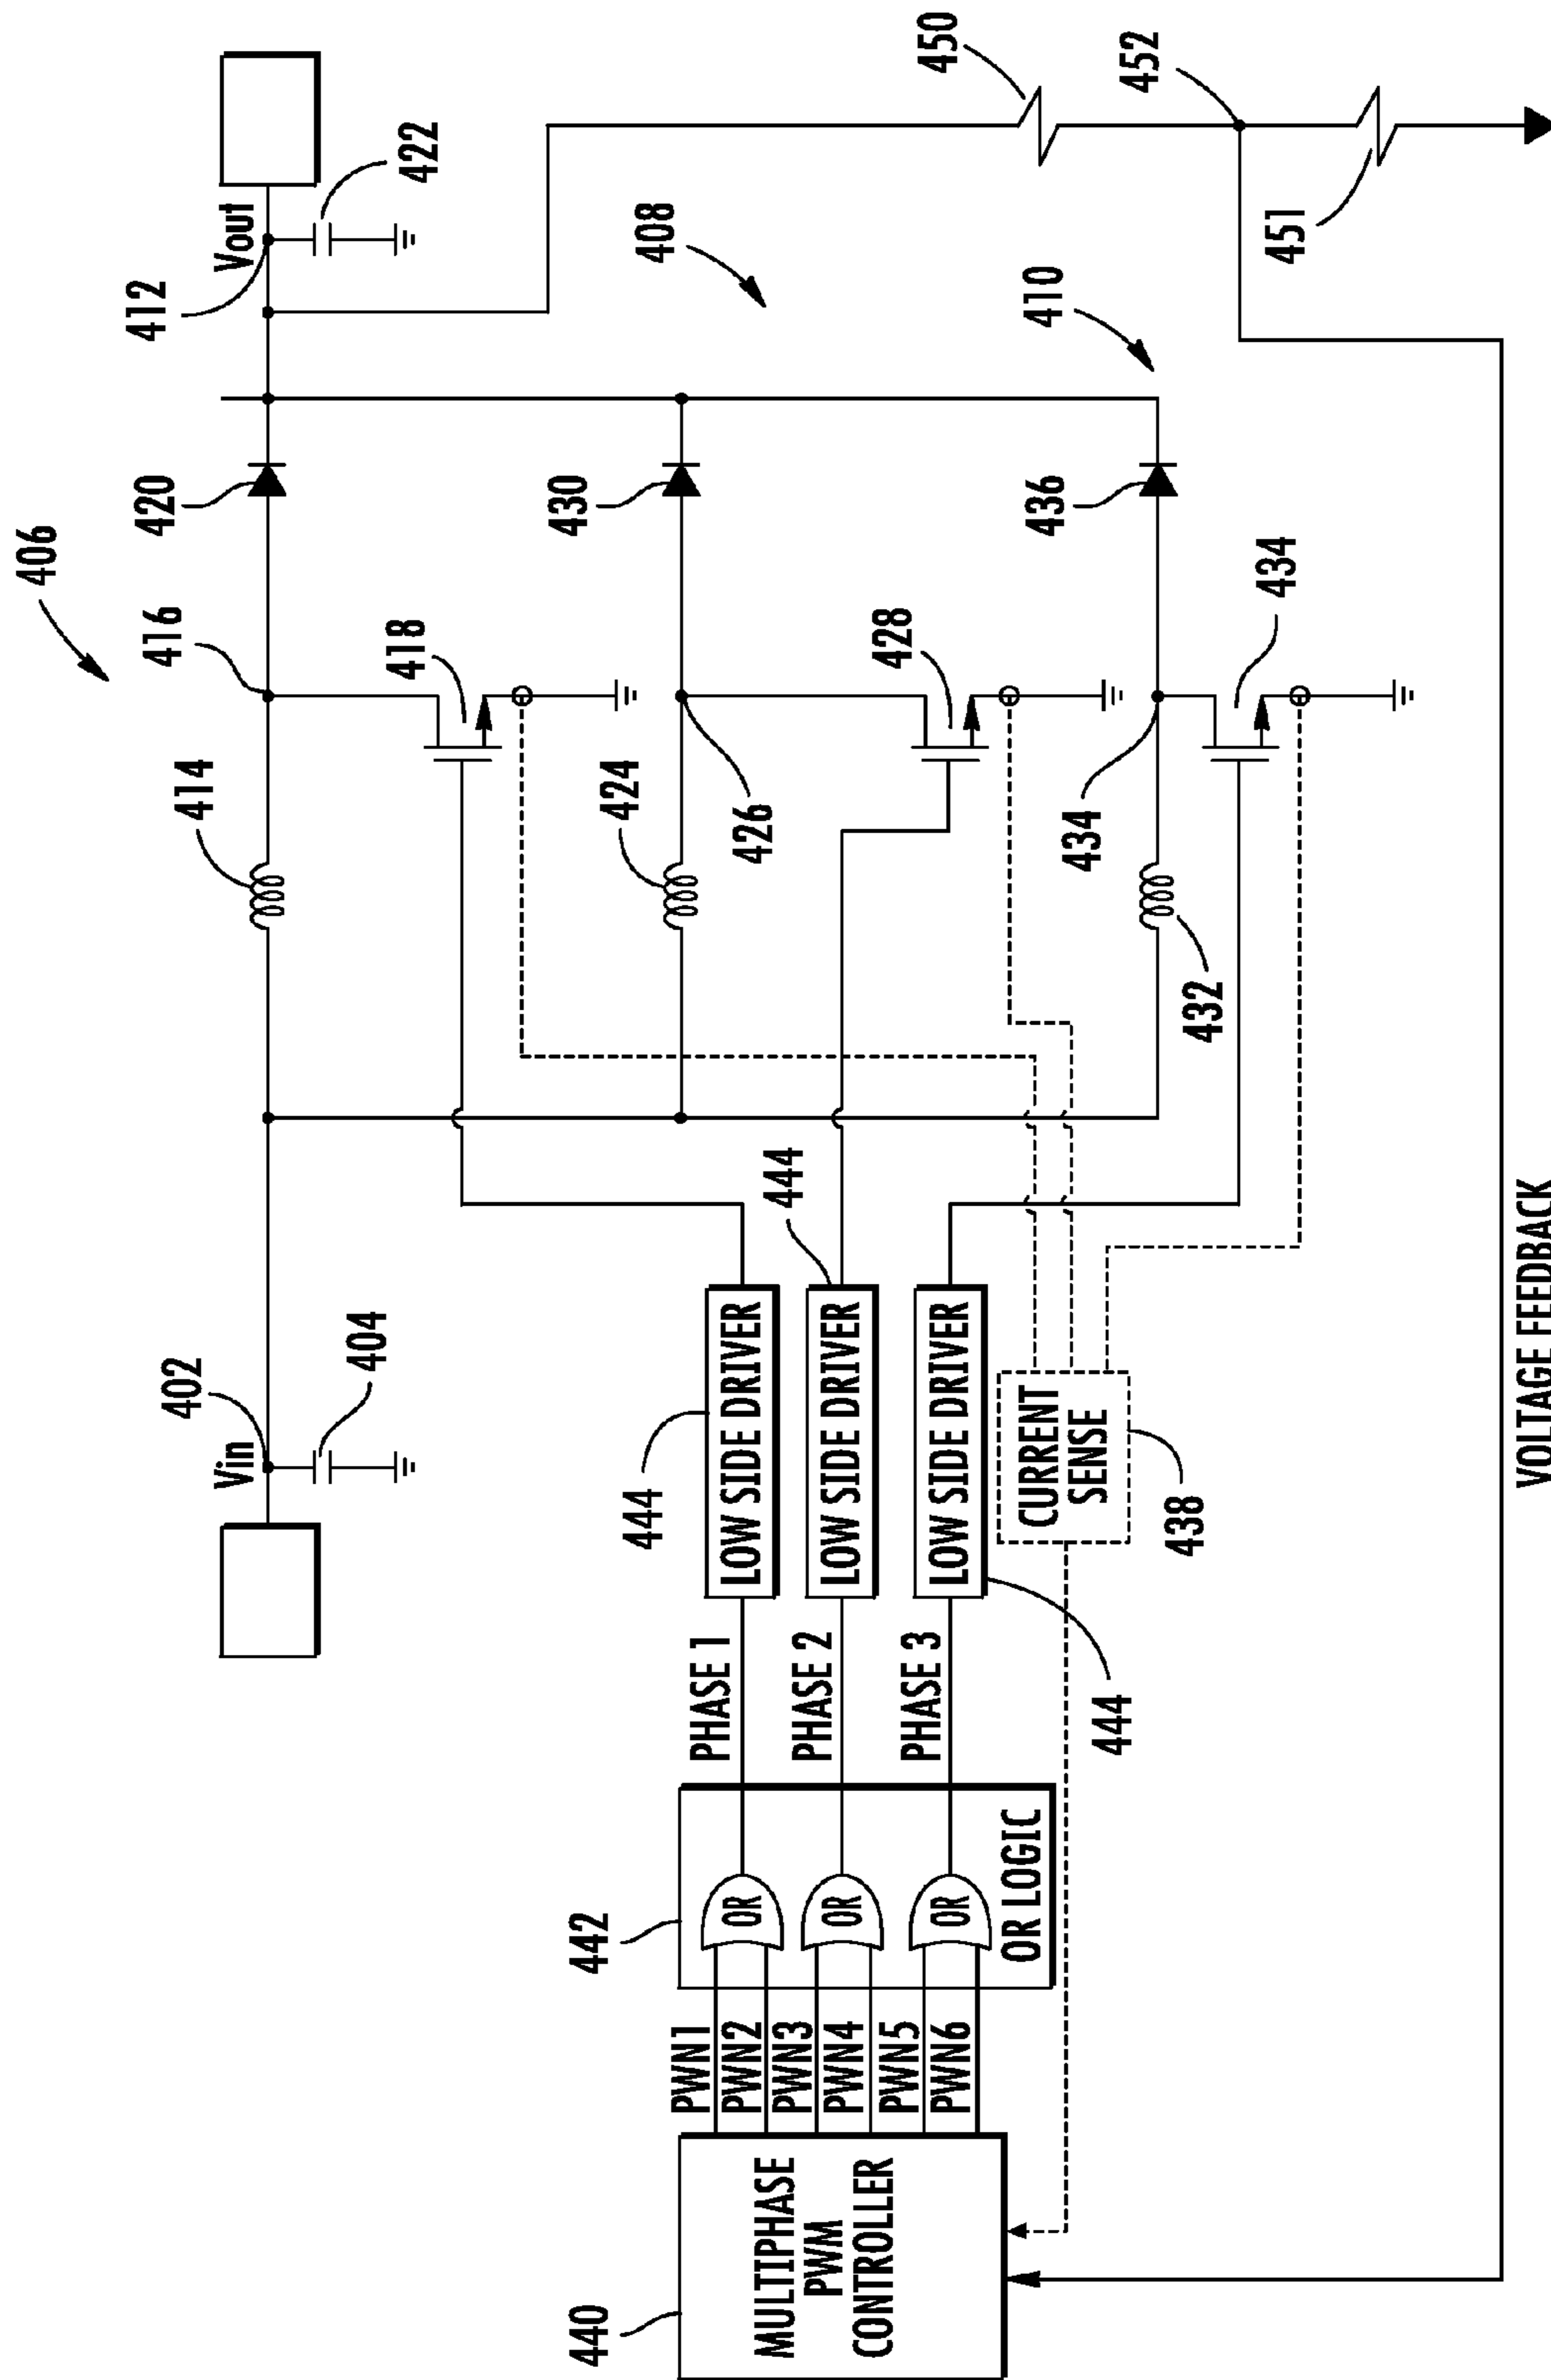 406
412
Vout
422
408
450
452
451
410
420
416
418
414
430
424
426
428
436
434
434
432
402
Vin
404
444
444
444
LOW SIDE DRIVER
LOW SIDE DRIVER
LOW SIDE DRIVER
CURRENT
SENSE
438
PHASE 1
PHASE 2
PHASE 3
442
OR
OR
OR
OR LOGIC
PWN1
PWN2
PWN3
PWN4
PWN5
PWN6
440
MULTIPHASE
PWM
CONTROLLER
VOLTAGE FEEDBACK